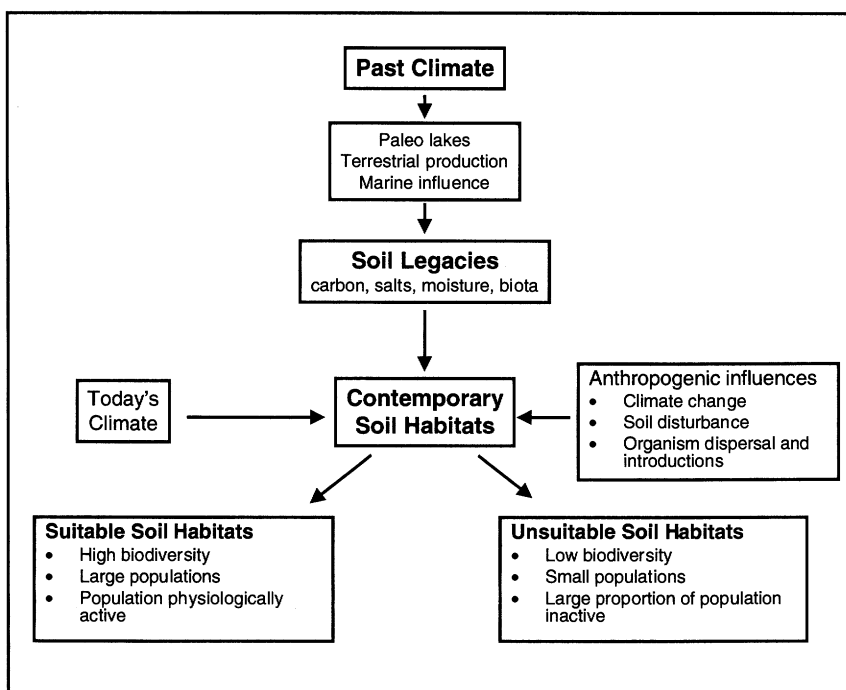 Past Climate
Paleo lakes
Terrestrial production
Marine influence
Soil Legacies
carbon, salts, moisture, biota
Today's
Climate
Contemporary
Soil Habitats
Anthropogenic influences
• Climate change
• Soil disturbance
• Organism dispersal and
introductions
Suitable Soil Habitats
• High biodiversity
• Large populations
• Population physiologically
active
Unsuitable Soil Habitats
• Low biodiversity
• Small populations
• Large proportion of population
inactive